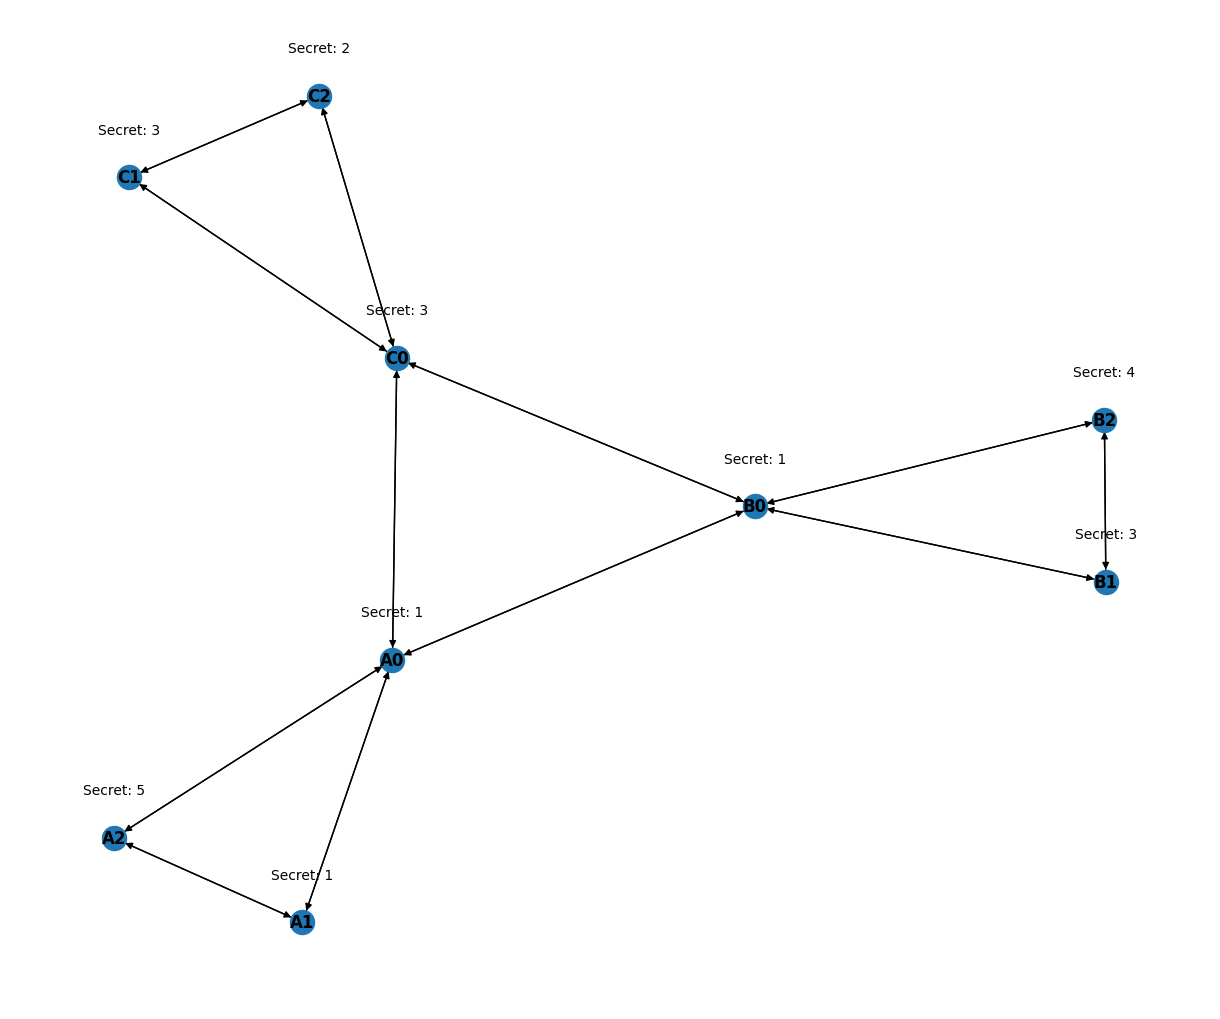 Secret: 2
C2
Secret: 3
C1
Secret: 3
C0
Secret: 4
B2
Secret: 1
B0
Secret: 3
B1
Secret: 1
A0
Secret: 5
A2
Secret: 1
A1